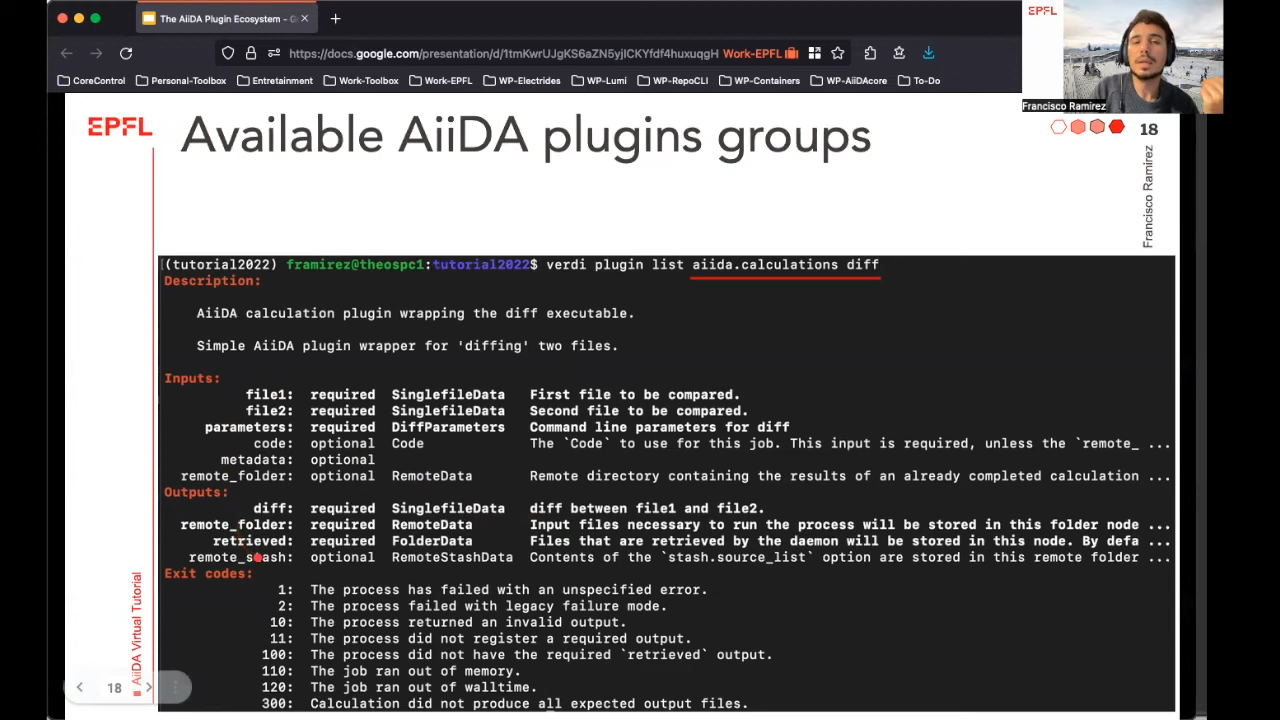 The AiiDA Plugin Ecosystem - G
https://docs.google.com/presentation/d/1tmKwrUJgKS6aZN5yjlCKYfdf4huxuqgH
Work-EPFL
CoreControl
Personal-Toolbox
Entretainment
Work-Toolbox
Work-EPFL
WP-Electrides
WP-Lumi
WP-RepoCLI
WP-Containers
WP-AiiDAcore
To-Do
EPFL
Francisco Ramirez
EPFL
Available AiiDA plugins groups
18
Francisco Ramirez
(tutorial2022) framirez@theospc1:tutorial2022$ verdi plugin list aiida.calculations diff
Description:
AiiDA calculation plugin wrapping the diff executable.
Simple AiiDA plugin wrapper for 'diffing' two files.
Inputs:
file1: required SinglefileData First file to be compared.
file2: required SinglefileData Second file to be compared.
parameters: required DiffParameters Command line parameters for diff
code: optional Code The `Code` to use for this job. This input is required, unless the `remote_ ...
metadata: optional
remote_folder: optional RemoteData Remote directory containing the results of an already completed calculation ...
Outputs:
diff: required SinglefileData diff between file1 and file2.
remote_folder: required RemoteData Input files necessary to run the process will be stored in this folder node ...
retrieved: required FolderData Files that are retrieved by the daemon will be stored in this node. By defa ...
remote_stash: optional RemoteStashData Contents of the `stash.source_list` option are stored in this remote folder ...
Exit codes:
1: The process has failed with an unspecified error.
2: The process failed with legacy failure mode.
10: The process returned an invalid output.
11: The process did not register a required output.
100: The process did not have the required `retrieved` output.
110: The job ran out of memory.
120: The job ran out of walltime.
300: Calculation did not produce all expected output files.
AiiDA Virtual Tutorial
18